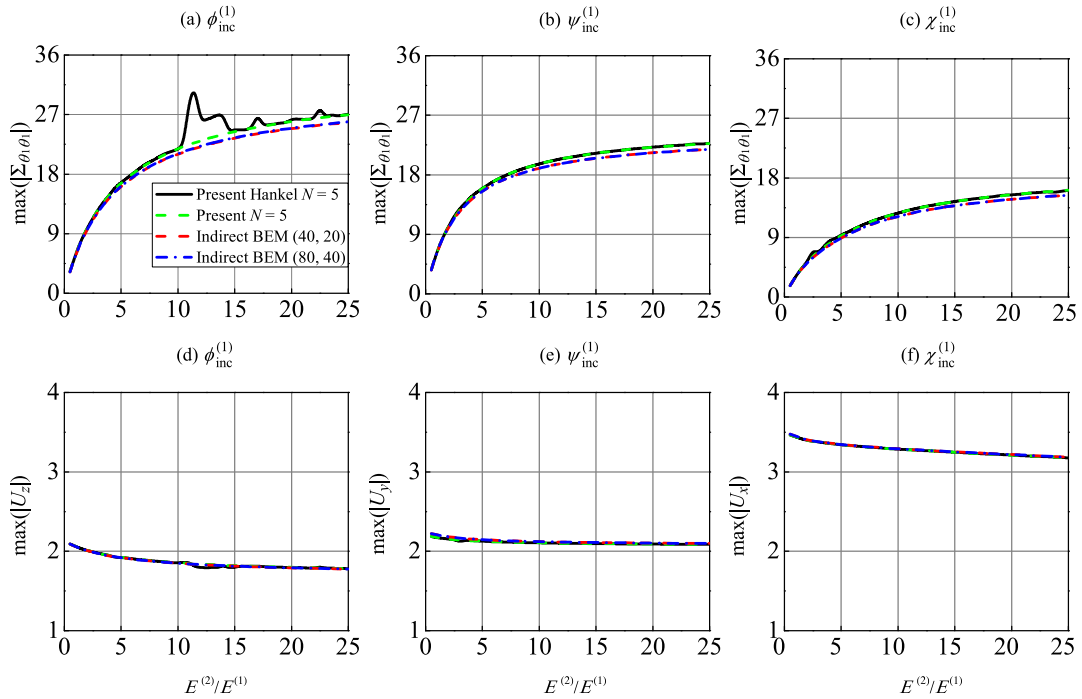 (a) ϕ_inc^(1)
(b) ψ_inc^(1)
(c) χ_inc^(1)
max(|Σ_θ1θ1|)
36
27
18
9
0
0 5 10 15 20 25
Present Hankel N = 5
Present N = 5
Indirect BEM (40, 20)
Indirect BEM (80, 40)
max(|Σ_θ1θ1|)
36
27
18
9
0
0 5 10 15 20 25
max(|Σ_θ1θ1|)
36
27
18
9
0
0 5 10 15 20 25
(d) ϕ_inc^(1)
(e) ψ_inc^(1)
(f) χ_inc^(1)
max(|U_z|)
4
3
2
1
0 5 10 15 20 25
E^(2)/E^(1)
max(|U_y|)
4
3
2
1
0 5 10 15 20 25
E^(2)/E^(1)
max(|U_x|)
4
3
2
1
0 5 10 15 20 25
E^(2)/E^(1)